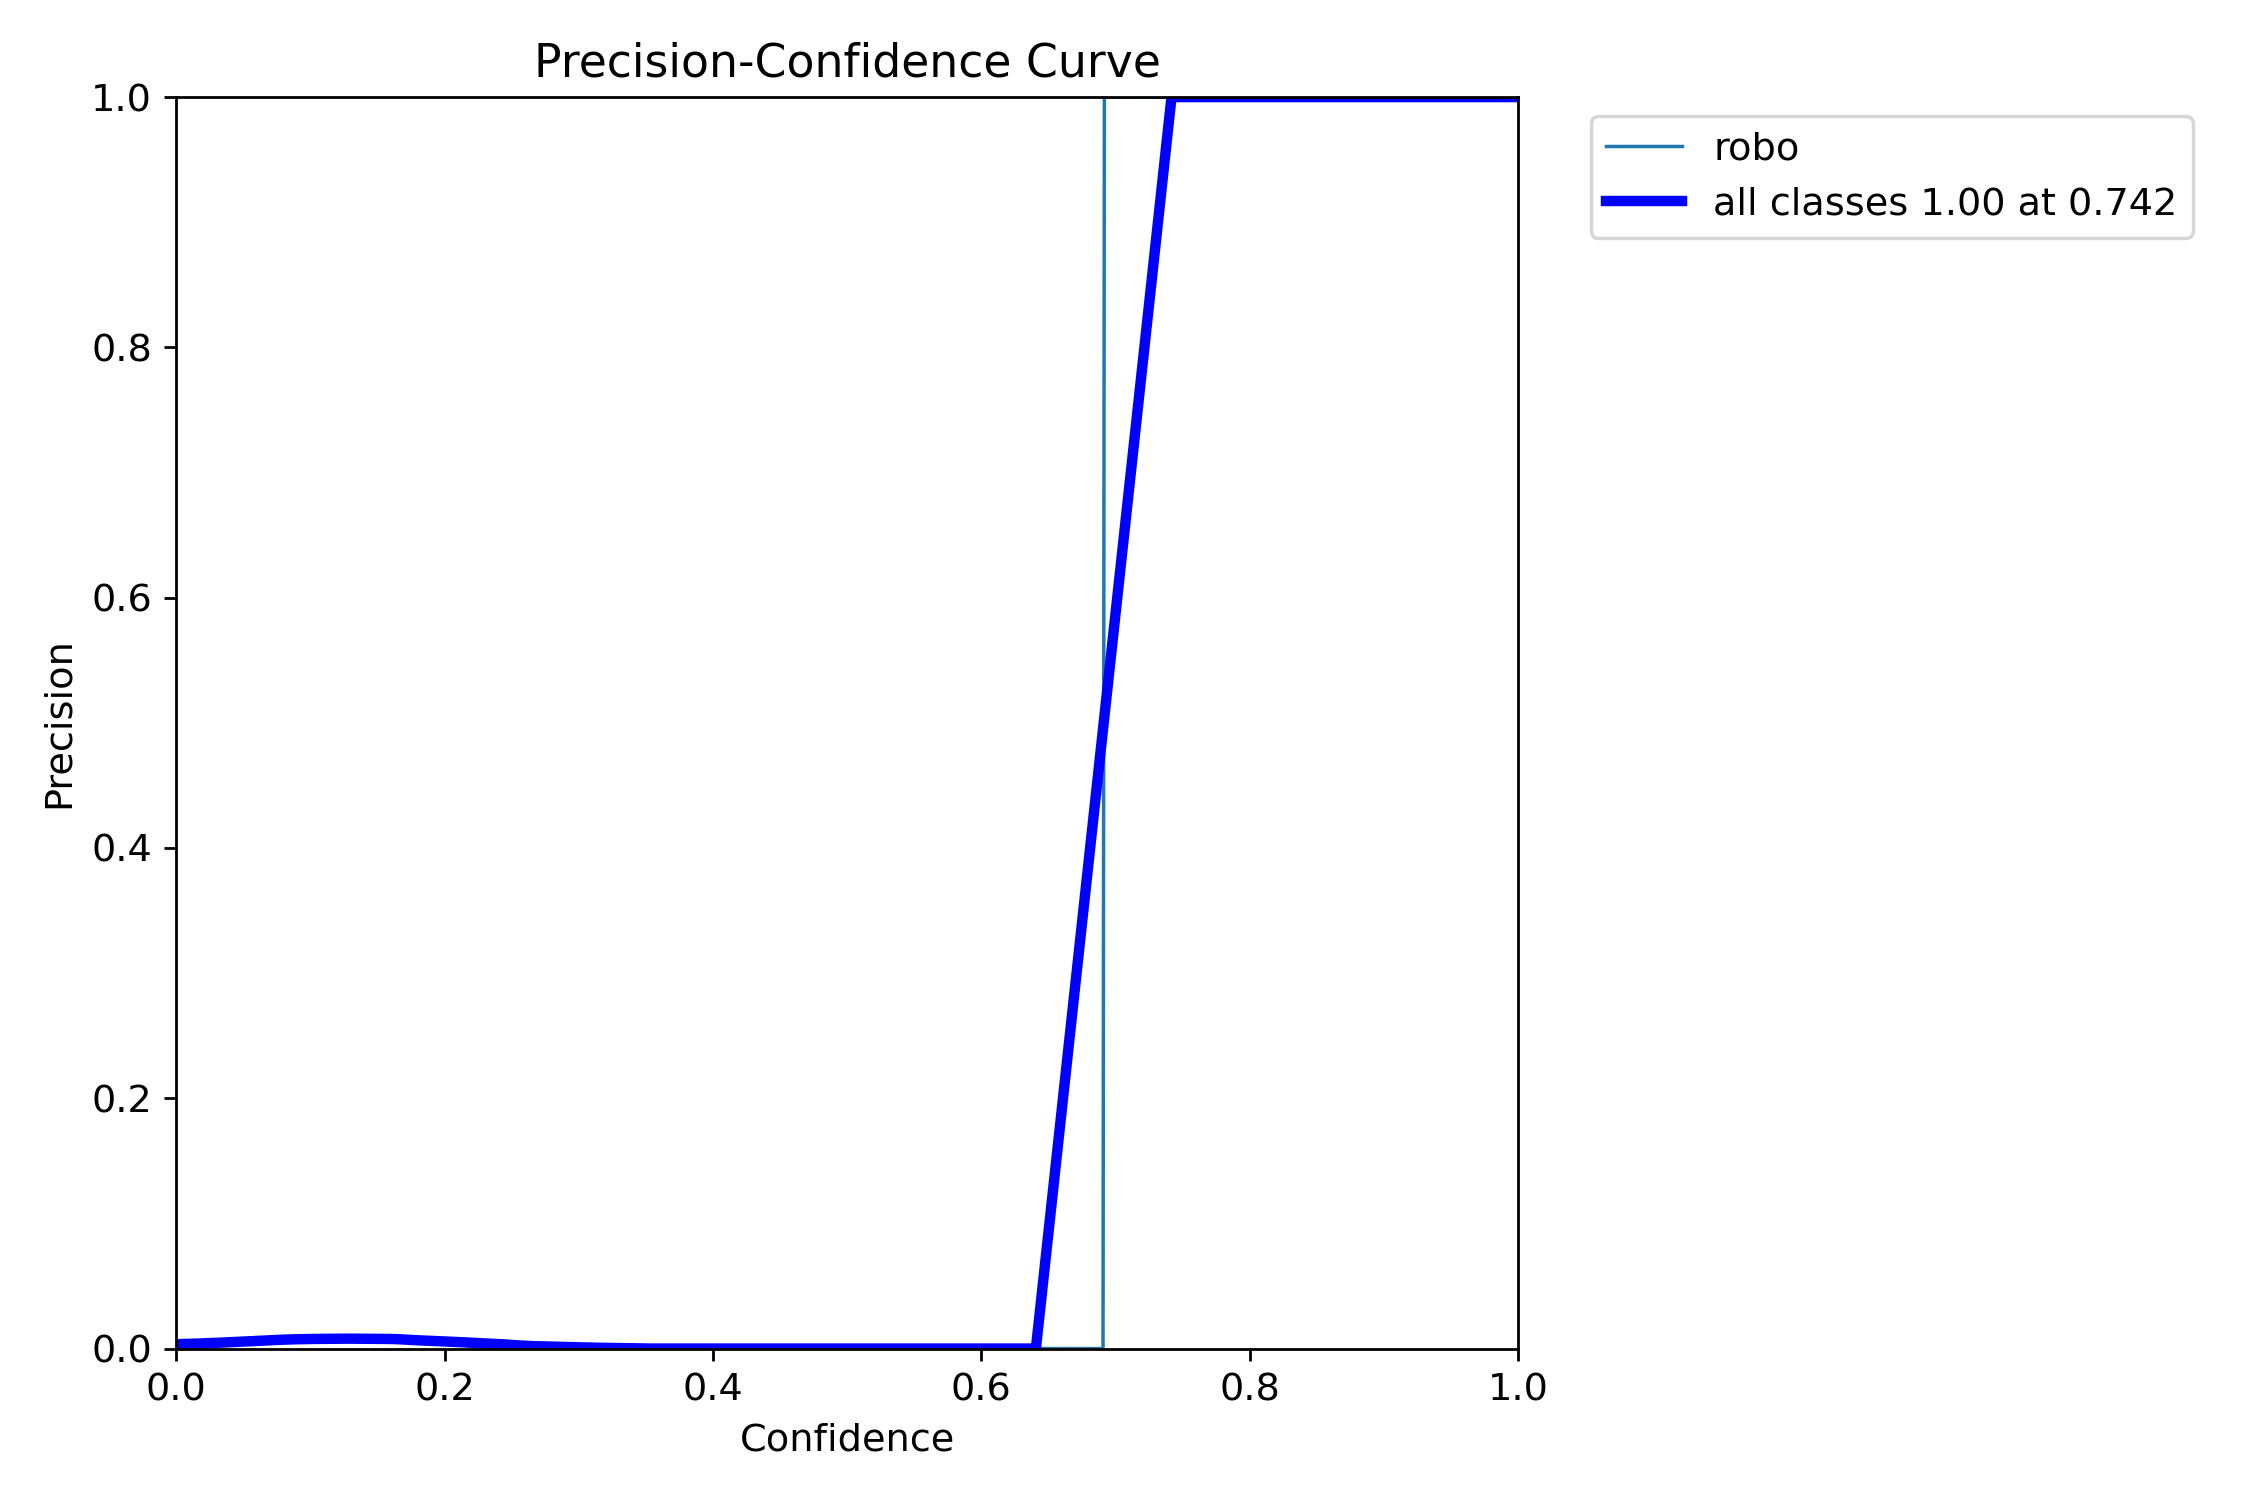 Precision-Confidence Curve
1.0
0.8
0.6
0.4
0.2
0.0
Precision
0.0 0.2 0.4 0.6 0.8 1.0
Confidence
robo
all classes 1.00 at 0.742